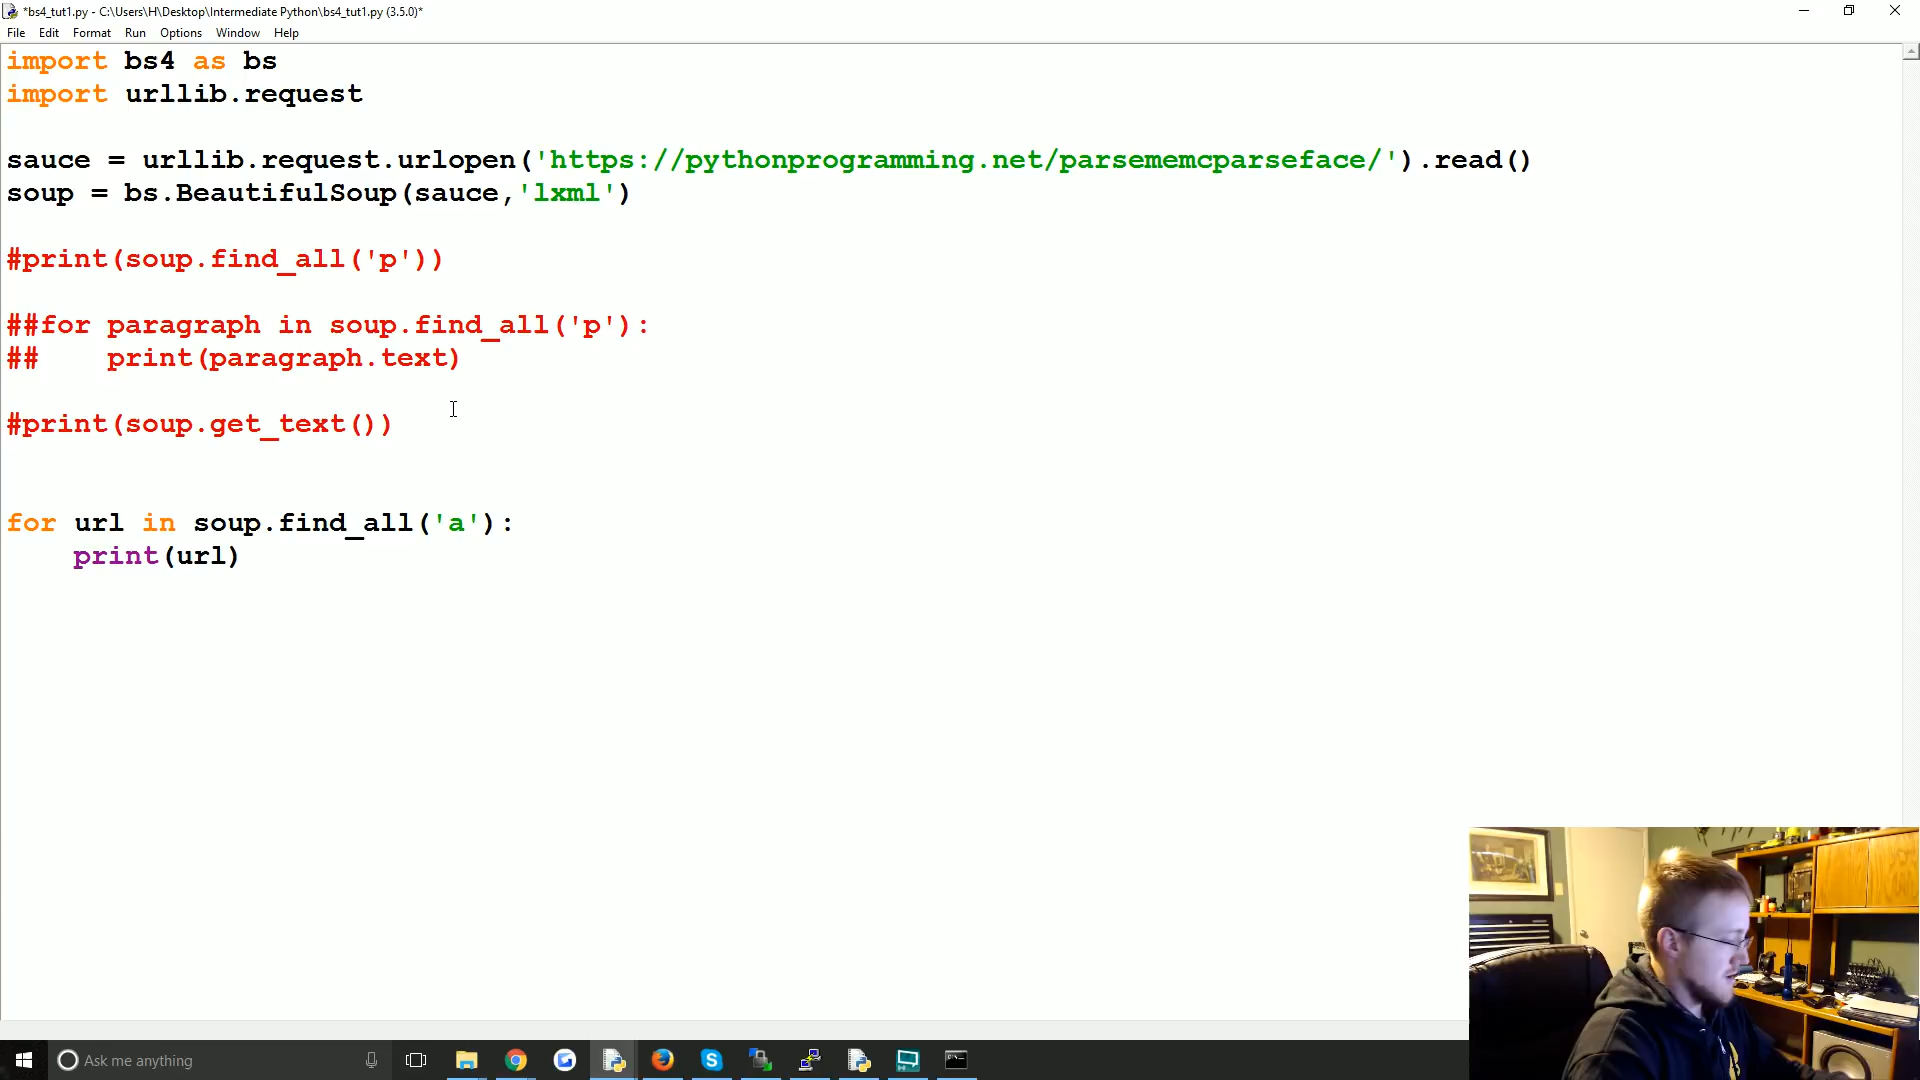 *bs4_tut1.py - C:\Users\H\Desktop\Intermediate Python\bs4_tut1.py (3.5.0)*
File Edit Format Run Options Window Help
import bs4 as bs
import urllib.request
sauce = urllib.request.urlopen('https://pythonprogramming.net/parsememcparseface/').read()
soup = bs.BeautifulSoup(sauce,'lxml')
#print(soup.find_all('p'))
##for paragraph in soup.find_all('p'):
##    print(paragraph.text)
#print(soup.get_text())
for url in soup.find_all('a'):
    print(url)
Ask me anything